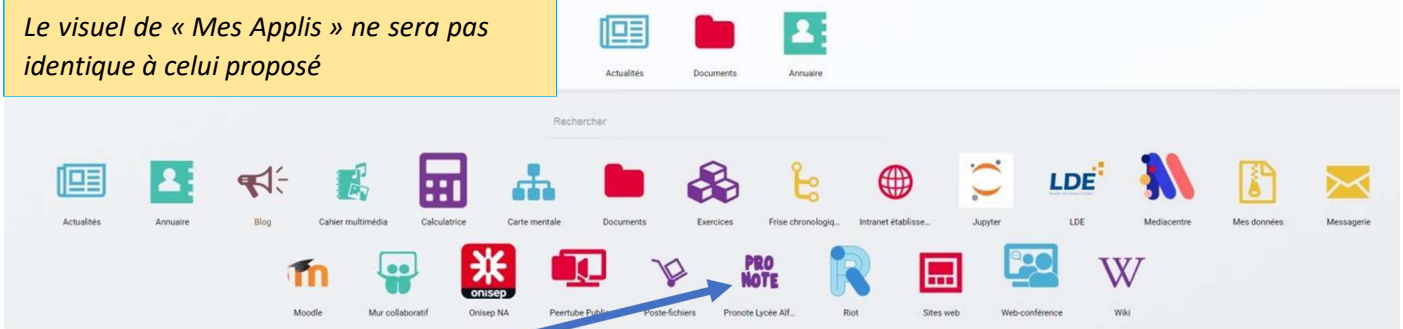 Le visuel de « Mes Applis » ne sera pas
identique à celui proposé
Actualités Documents Annuaire
Rechercher
LDE
Actualités Annuaire Blog Cahier multimédia Calculatrice Carte mentale Documents Exercices Frise chronologiq... Intranet établisse... Jupyter LDE Mediacentre Mes données Messagerie
onisep
PRO
NOTE
W
Moodle Mur collaboratif Onisep NA Peertube Poste-fichiers Pronote Lycée Alf... Riot Sites web Web-conférence Wiki